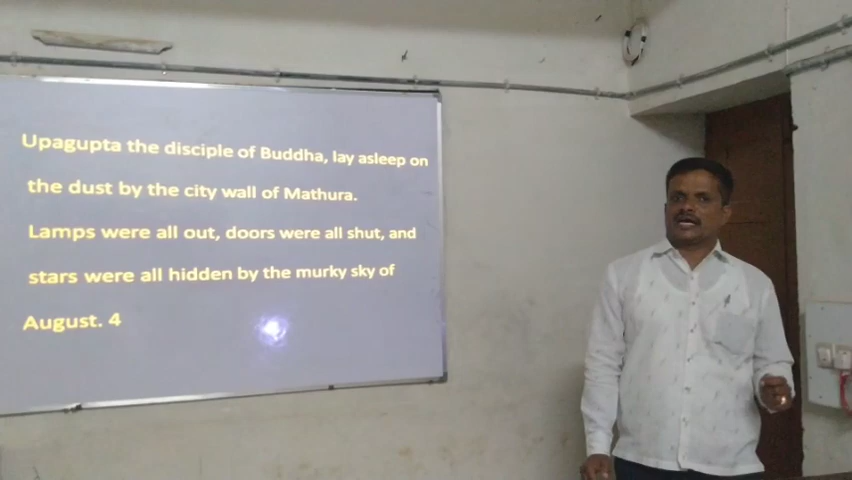 Upagupta the disciple of Buddha, lay asleep on
the dust by the city wall of Mathura.
Lamps were all out, doors were all shut, and
stars were all hidden by the murky sky of
August. 4